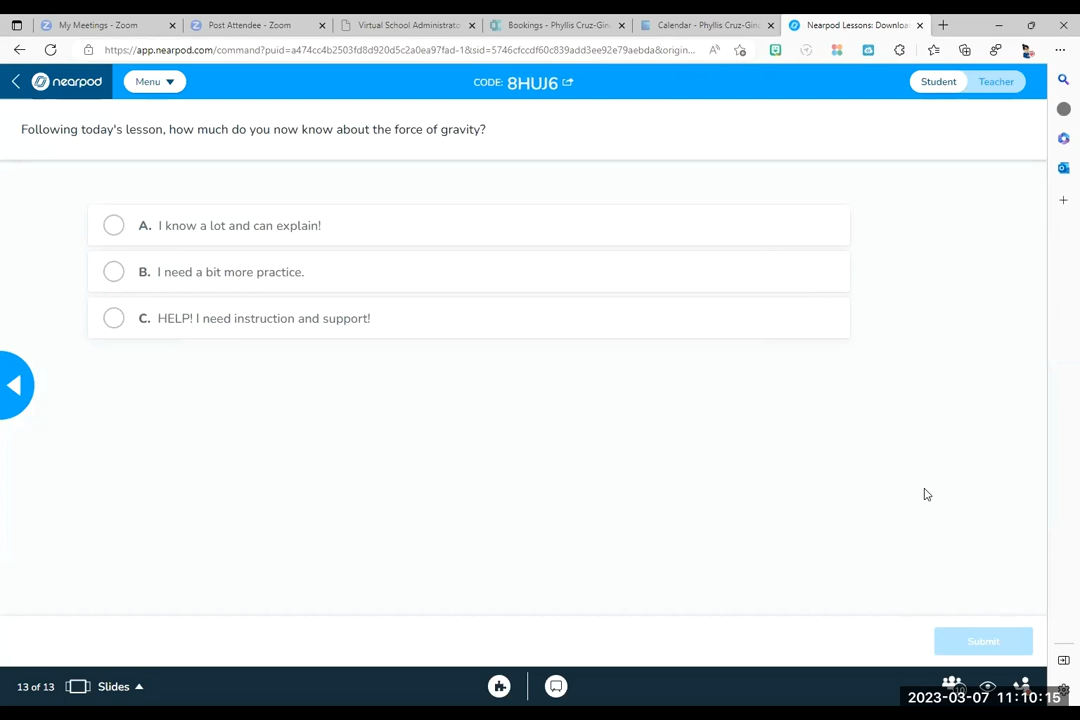 My Meetings - Zoom
Post Attendee - Zoom
Virtual School Administrato
Bookings - Phyllis Cruz-Gin
Calendar - Phyllis Cruz-Gin
Nearpod Lessons: Downloa
https://app.nearpod.com/command?puid=a474cc4b2503fd8d920d5c2a0ea97fad-1&sid=5746cfccdf60c839add3ee92e79aebda&origin...
nearpod
Menu
CODE: 8HUJ6
Student
Teacher
Following today's lesson, how much do you now know about the force of gravity?
A. I know a lot and can explain!
B. I need a bit more practice.
C. HELP! I need instruction and support!
Submit
13 of 13
Slides
2023-03-07 11:10:15